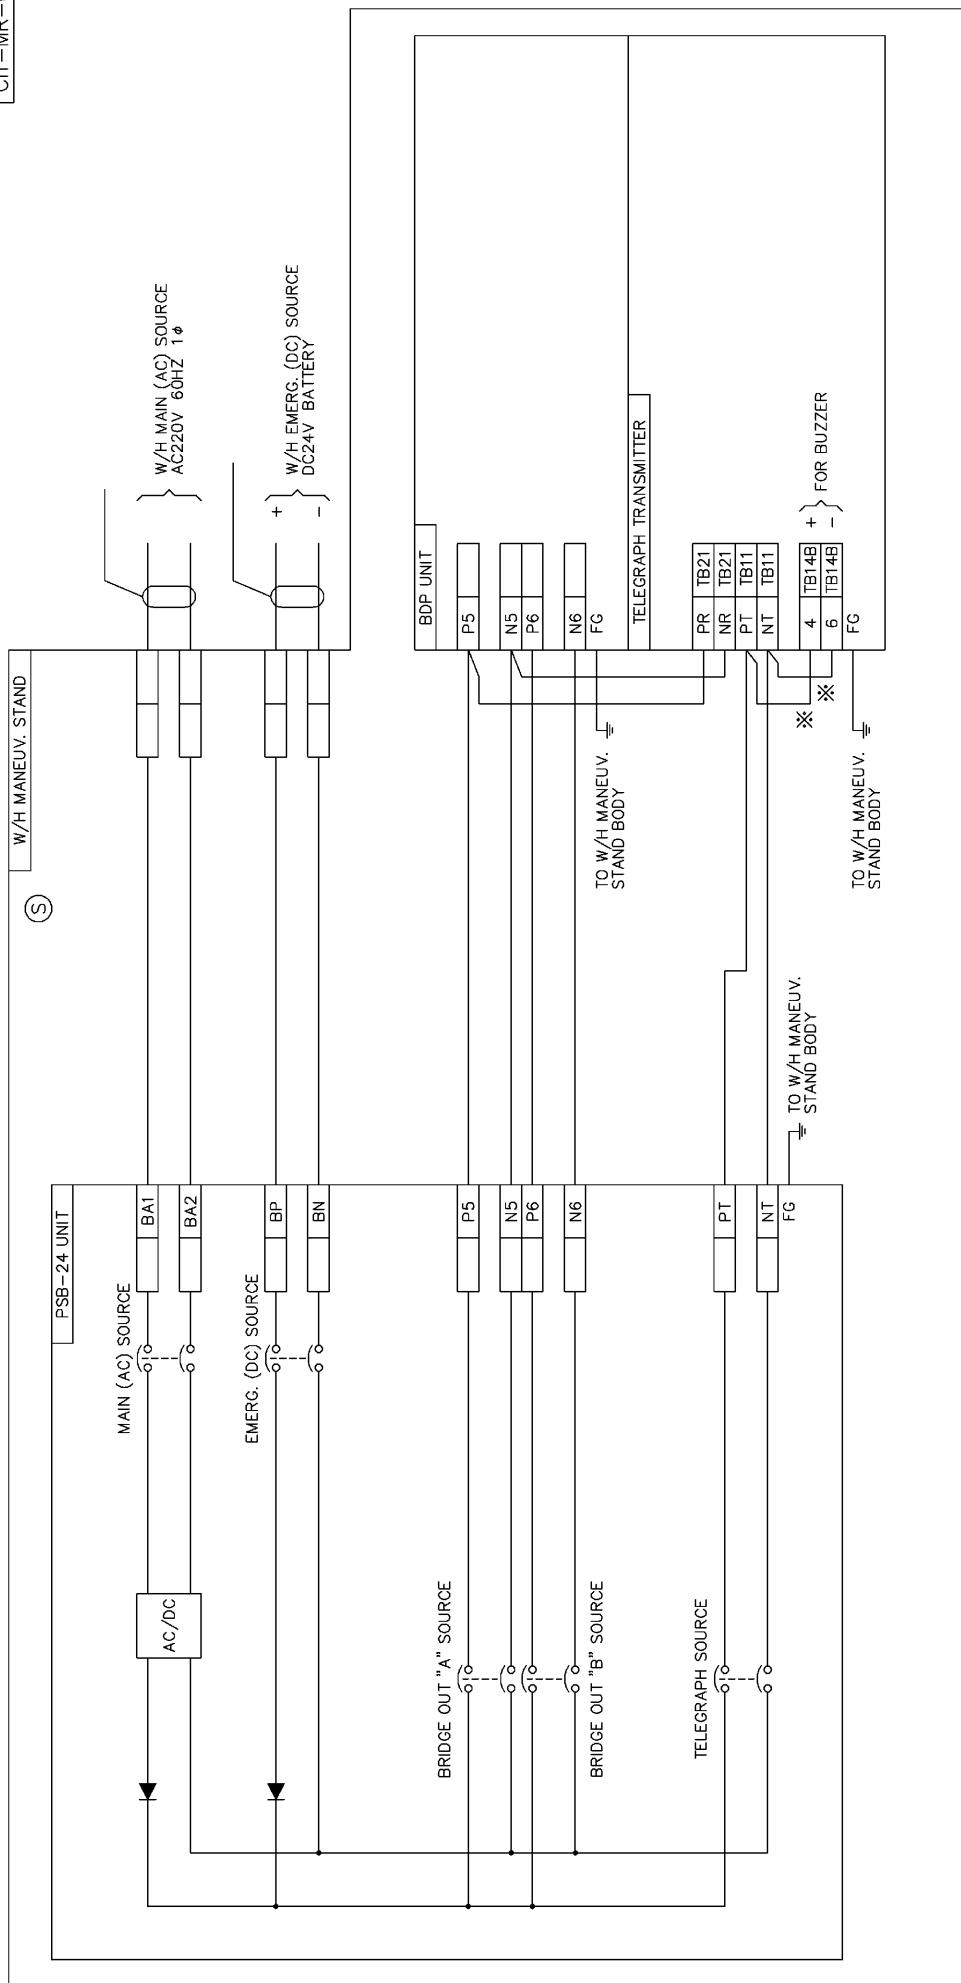 W/H MANEUV. STAND
S
PSB-24 UNIT
MAIN (AC) SOURCE
BA1
BA2
W/H MAIN (AC) SOURCE
AC220V 60HZ 1φ
AC/DC
EMERG. (DC) SOURCE
BP
BN
+
-
W/H EMERG. (DC) SOURCE
DC24V BATTERY
BDP UNIT
BRIDGE OUT "A" SOURCE
P5
N5
P6
N6
BRIDGE OUT "B" SOURCE
P5
N5
P6
N6
FG
TO W/H MANEUV.
STAND BODY
TELEGRAPH TRANSMITTER
TELEGRAPH SOURCE
PT
NT
FG
TO W/H MANEUV.
STAND BODY
PR TB21
NR TB21
PT TB11
NT TB11
4 TB14B +
6 TB14B -
FOR BUZZER
※
※
FG
TO W/H MANEUV.
STAND BODY